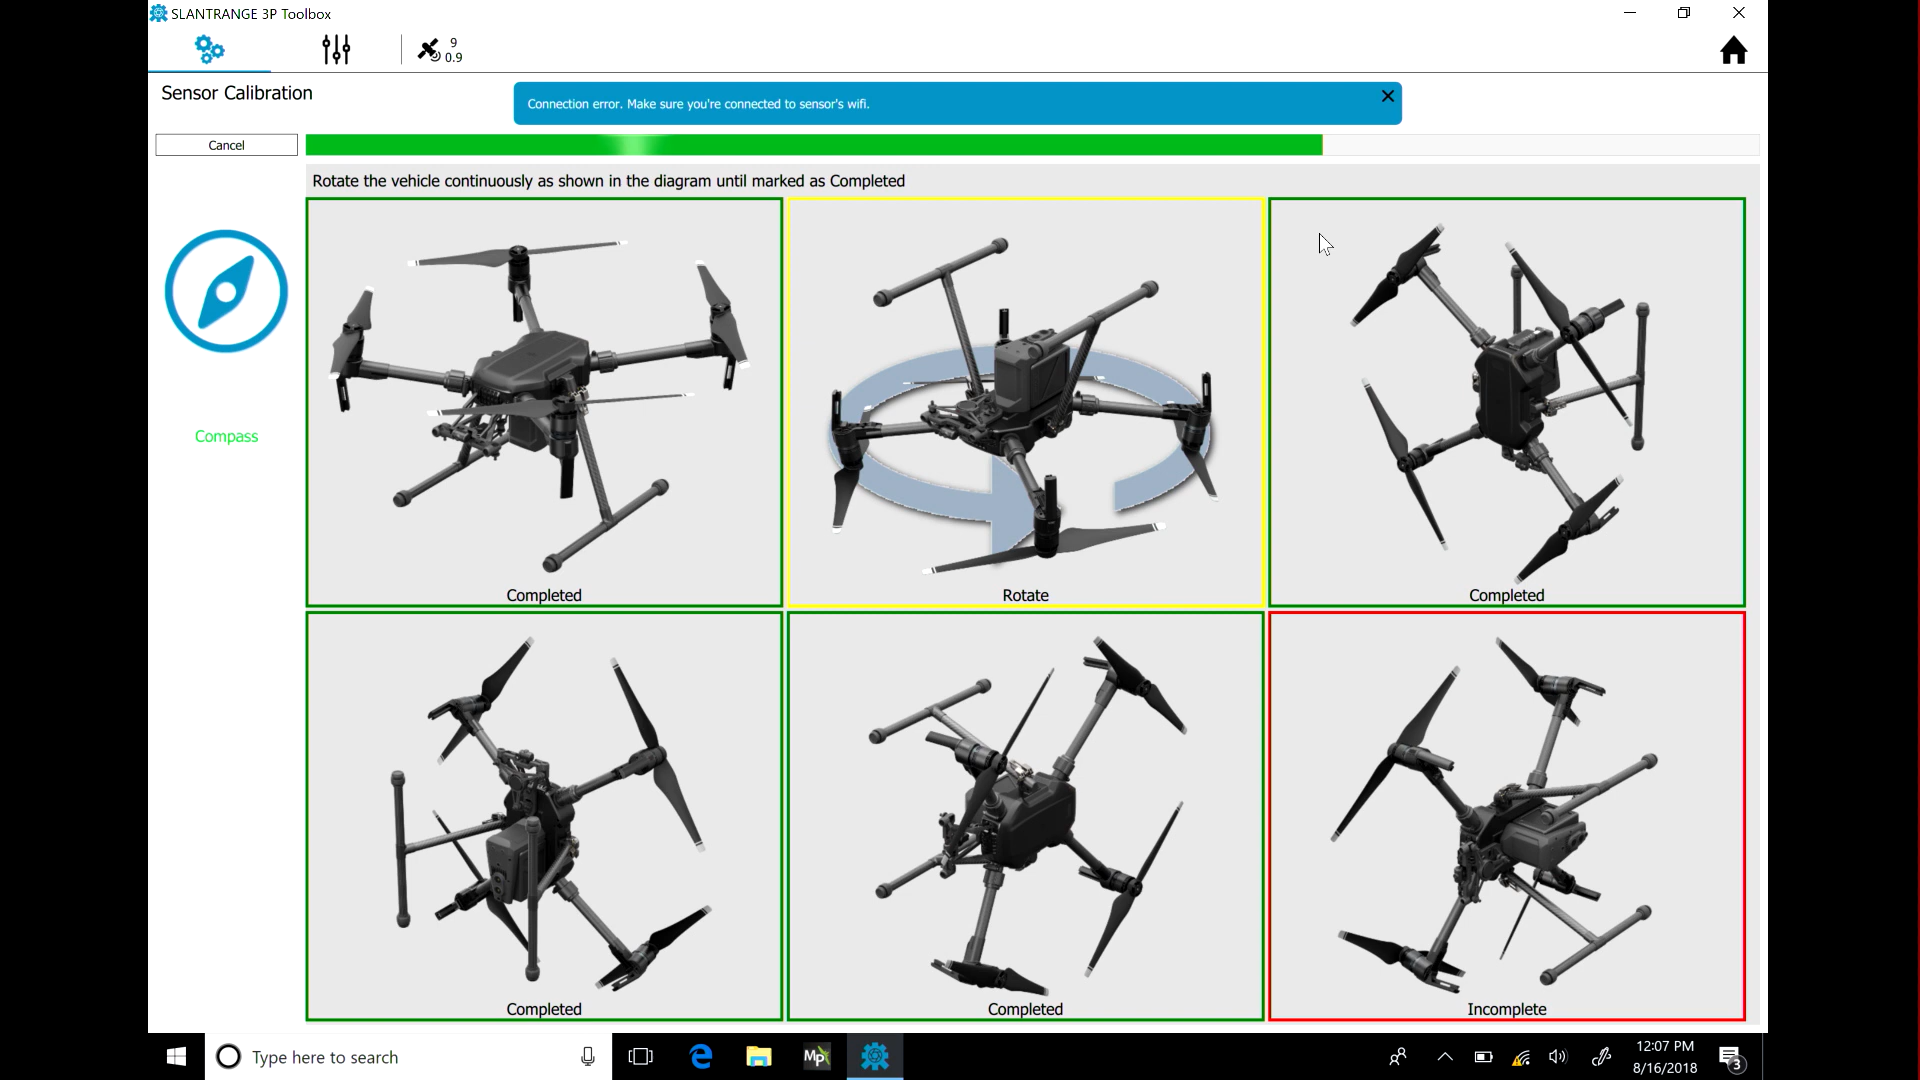 SLANTRANGE 3P Toolbox
9
0.9
Sensor Calibration
Connection error. Make sure you're connected to sensor's wifi.
Cancel
Rotate the vehicle continuously as shown in the diagram until marked as Completed
Compass
Completed
Rotate
Completed
Completed
Completed
Incomplete
Type here to search
Mp
12:07 PM
8/16/2018
3